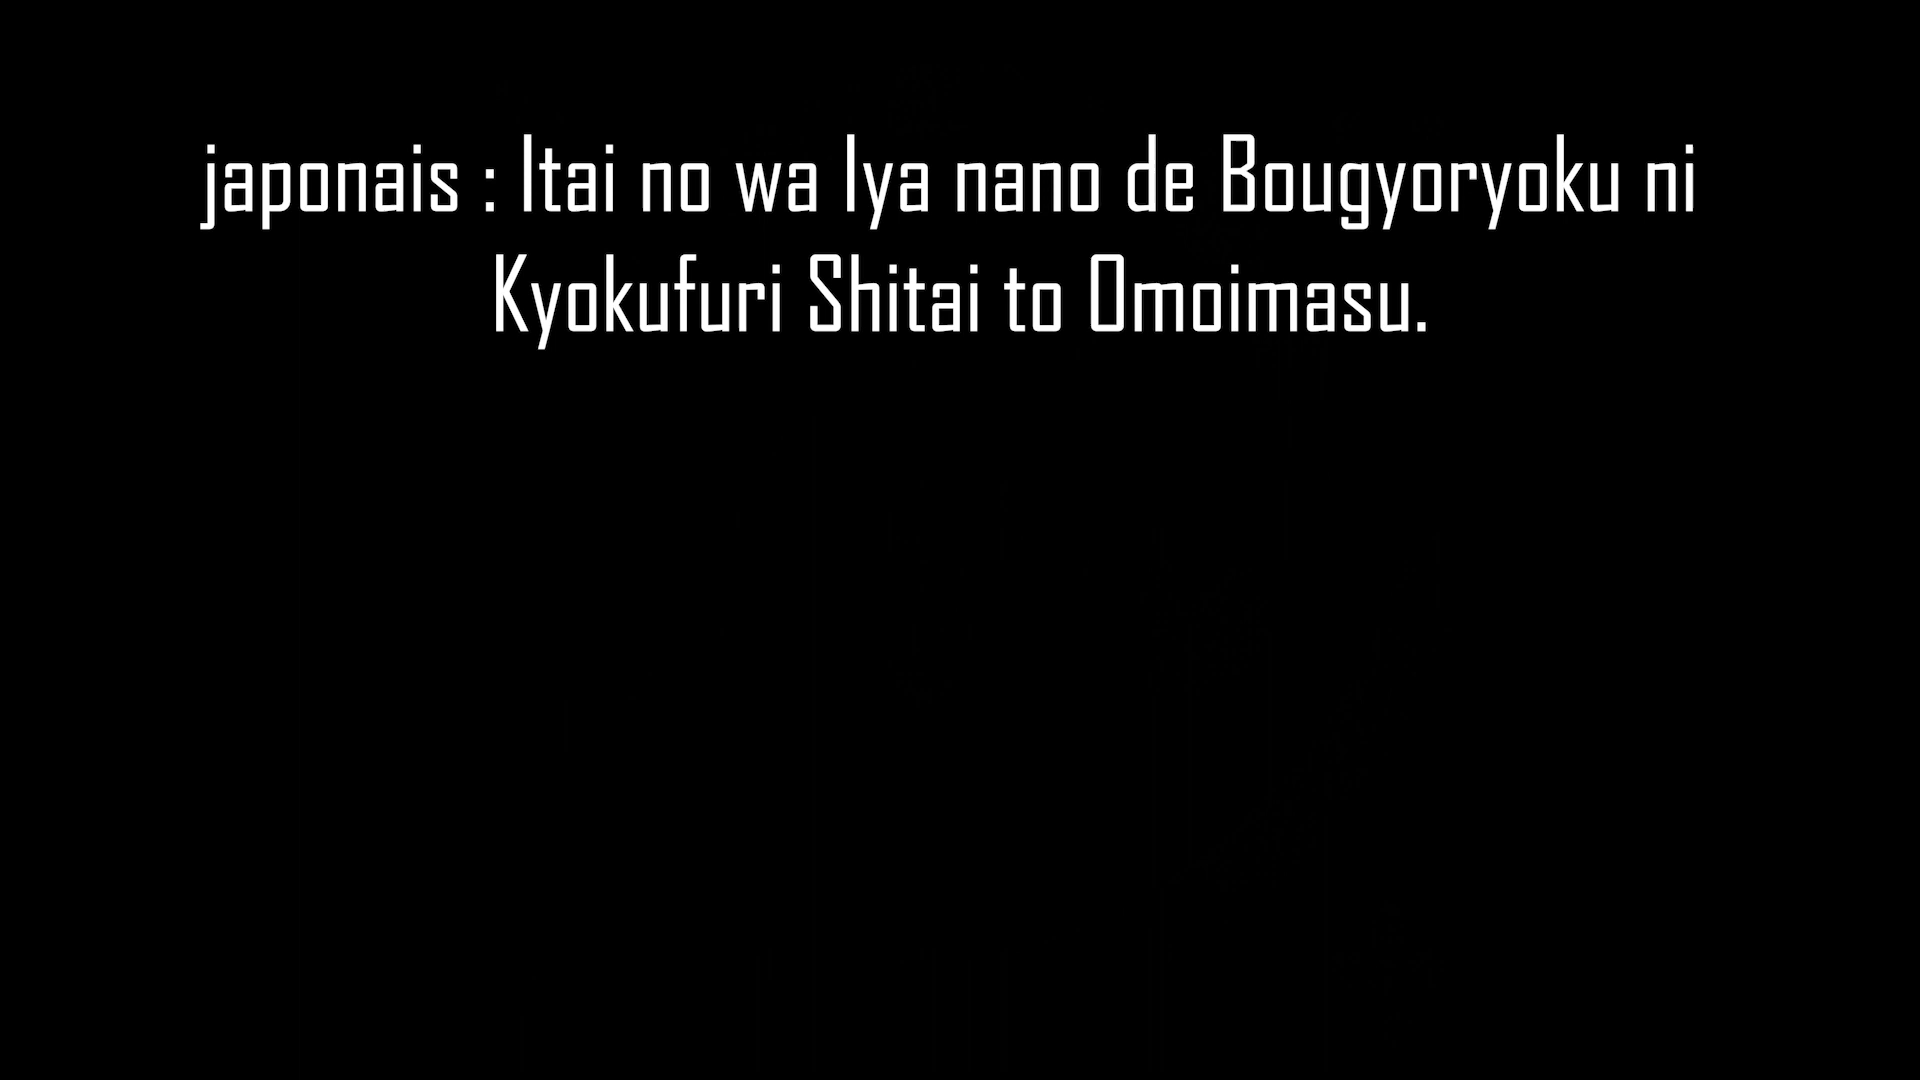 japonais : Itai no wa Iya nano de Bougyoryoku ni
Kyokufuri Shitai to Omoimasu.